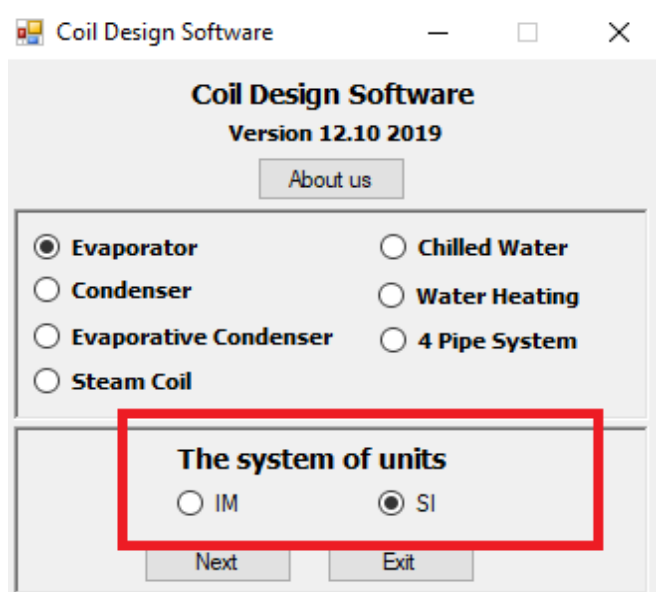 Coil Design Software
Coil Design Software
Version 12.10 2019
About us
Evaporator
Chilled Water
Condenser
Water Heating
Evaporative Condenser
4 Pipe System
Steam Coil
The system of units
IM
SI
Next
Exit